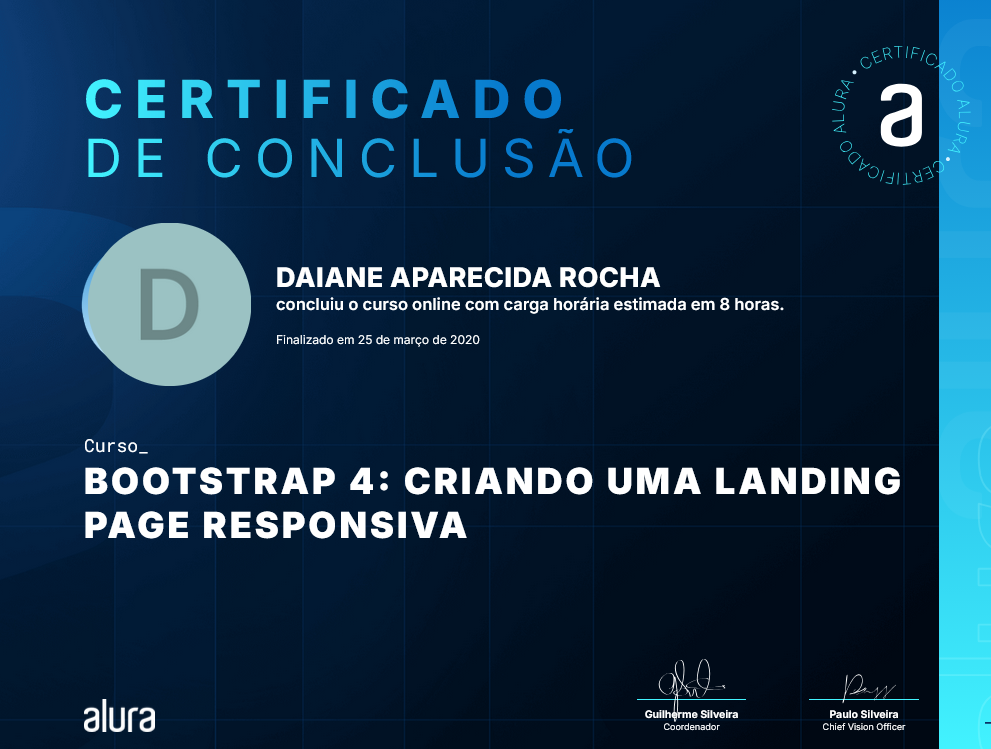 CERTIFICADO
DE CONCLUSÃO
CERTIFICADO ALURA • CERTIFICADO ALURA •
a
D
DAIANE APARECIDA ROCHA
concluiu o curso online com carga horária estimada em 8 horas.
Finalizado em 25 de março de 2020
Curso_
BOOTSTRAP 4: CRIANDO UMA LANDING
PAGE RESPONSIVA
alura
Guilherme Silveira
Coordenador
Paulo Silveira
Chief Vision Officer